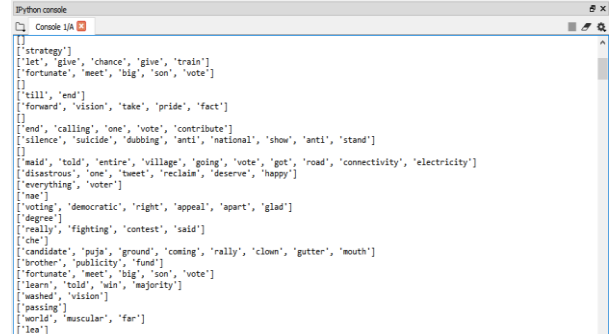 IPython console
Console 1/A
[]
['strategy']
['let', 'give', 'chance', 'give', 'train']
['fortunate', 'meet', 'big', 'son', 'vote']
[]
['till', 'end']
['forward', 'vision', 'take', 'pride', 'fact']
[]
['end', 'calling', 'one', 'vote', 'contribute']
['silence', 'suicide', 'dubbing', 'anti', 'national', 'show', 'anti', 'stand']
[]
['maid', 'told', 'entire', 'village', 'going', 'vote', 'got', 'road', 'connectivity', 'electricity']
['disastrous', 'one', 'tweet', 'reclaim', 'deserve', 'happy']
['everything', 'voter']
['nae']
['voting', 'democratic', 'right', 'appeal', 'apart', 'glad']
['degree']
['really', 'fighting', 'contest', 'said']
['che']
['candidate', 'puja', 'ground', 'coming', 'rally', 'clown', 'gutter', 'mouth']
['brother', 'publicity', 'fund']
['fortunate', 'meet', 'big', 'son', 'vote']
['learn', 'told', 'win', 'majority']
['washed', 'vision']
['passing']
['world', 'muscular', 'far']
['lea']